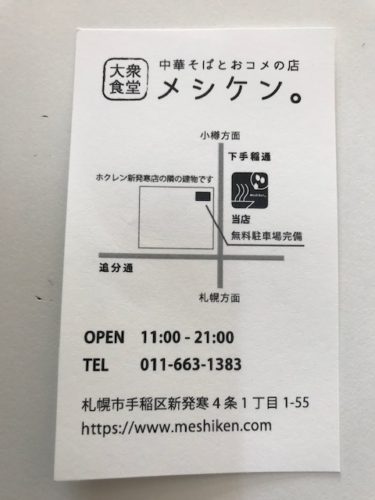 大衆食堂
中華そばとおコメの店
メシケン。
小樽方面
下手稲通
ホクレン新発寒店の隣の建物です
当店
無料駐車場完備
追分通
札幌方面
OPEN 11:00 - 21:00
TEL 011-663-1383
札幌市手稲区新発寒4条1丁目1-55
https://www.meshiken.com